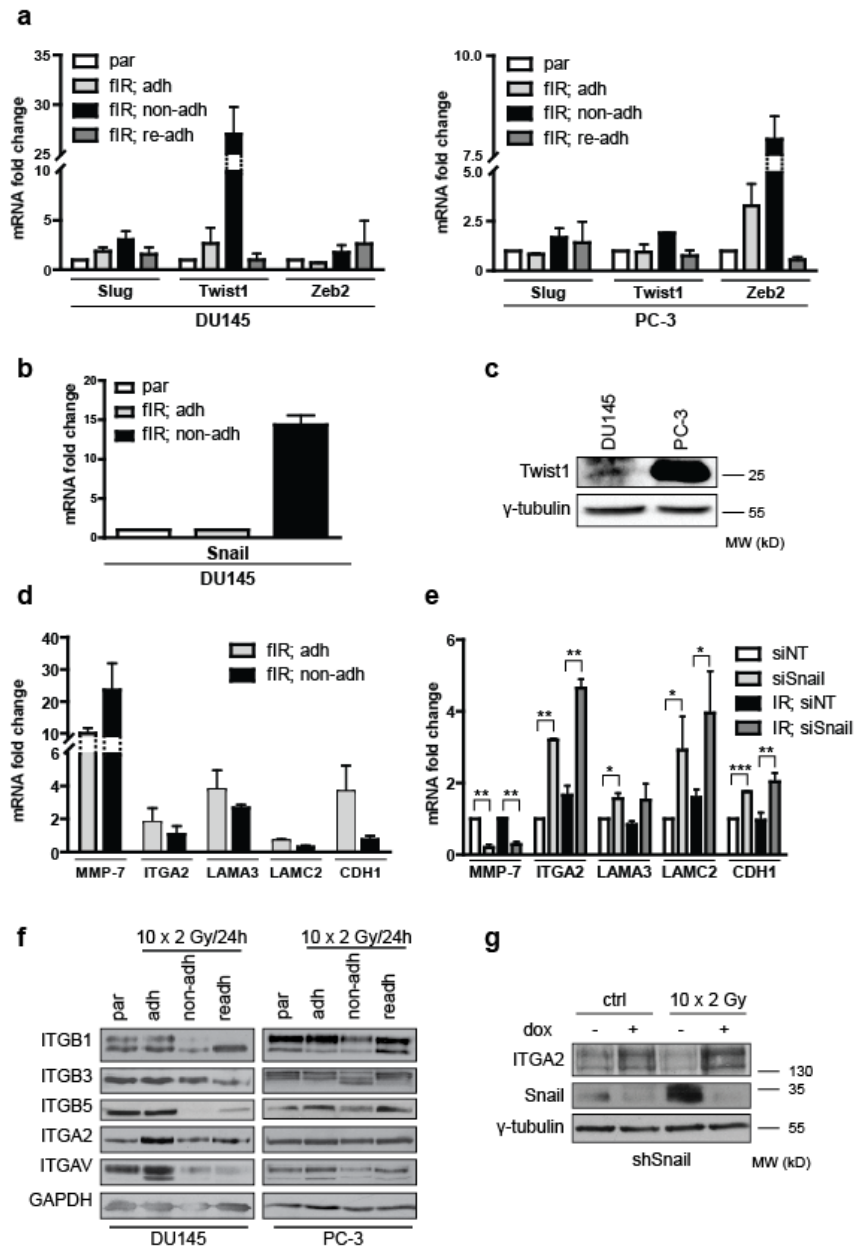 a
35
30
25
10
5
0
mRNA fold change
par
fIR; adh
fIR; non-adh
fIR; re-adh
Slug
Twist1
Zeb2
DU145
10.0
7.5
5.0
2.5
0
mRNA fold change
par
fIR; adh
fIR; non-adh
fIR; re-adh
Slug
Twist1
Zeb2
PC-3
b
20
15
10
5
0
mRNA fold change
par
fIR; adh
fIR; non-adh
Snail
DU145
c
DU145
PC-3
Twist1
25
γ-tubulin
55
MW (kD)
d
40
30
20
10
6
4
2
0
mRNA fold change
fIR; adh
fIR; non-adh
MMP-7
ITGA2
LAMA3
LAMC2
CDH1
e
6
4
2
0
mRNA fold change
siNT
siSnail
IR; siNT
IR; siSnail
**
**
**
**
*
*
*
***
**
MMP-7
ITGA2
LAMA3
LAMC2
CDH1
f
10 x 2 Gy/24h
10 x 2 Gy/24h
par
adh
non-adh
readh
par
adh
non-adh
readh
ITGB1
ITGB3
ITGB5
ITGA2
ITGAV
GAPDH
DU145
PC-3
g
ctrl
10 x 2 Gy
dox
-
+
-
+
ITGA2
130
Snail
35
γ-tubulin
55
shSnail
MW (kD)